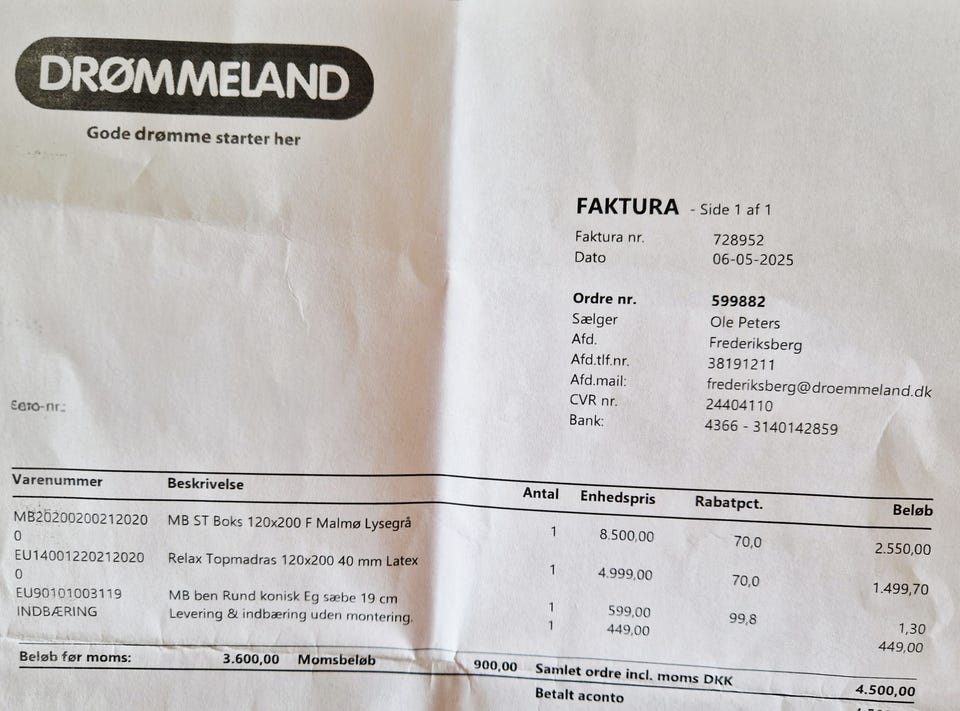 DRØMMELAND
Gode drømme starter her
FAKTURA - Side 1 af 1
Faktura nr. 728952
Dato 06-05-2025
Ordre nr. 599882
Sælger Ole Peters
Afd. Frederiksberg
Afd.tlf.nr. 38191211
Afd.mail: frederiksberg@droemmeland.dk
CVR nr. 24404110
Bank: 4366 - 3140142859
Varenummer Beskrivelse Antal Enhedspris Rabatpct. Beløb
MB20200200212020 MB ST Boks 120x200 F Malmø Lysegrå 1 8.500,00 70,0 2.550,00
0
EU14001220212020 Relax Topmadras 120x200 40 mm Latex 1 4.999,00 70,0 1.499,70
0
EU90101003119 MB ben Rund konisk Eg sæbe 19 cm 1 599,00 99,8 1,30
INDBÆRING Levering & indbæring uden montering. 1 449,00 449,00
Beløb før moms: 3.600,00 Momsbeløb 900,00 Samlet ordre incl. moms DKK 4.500,00
Betalt aconto